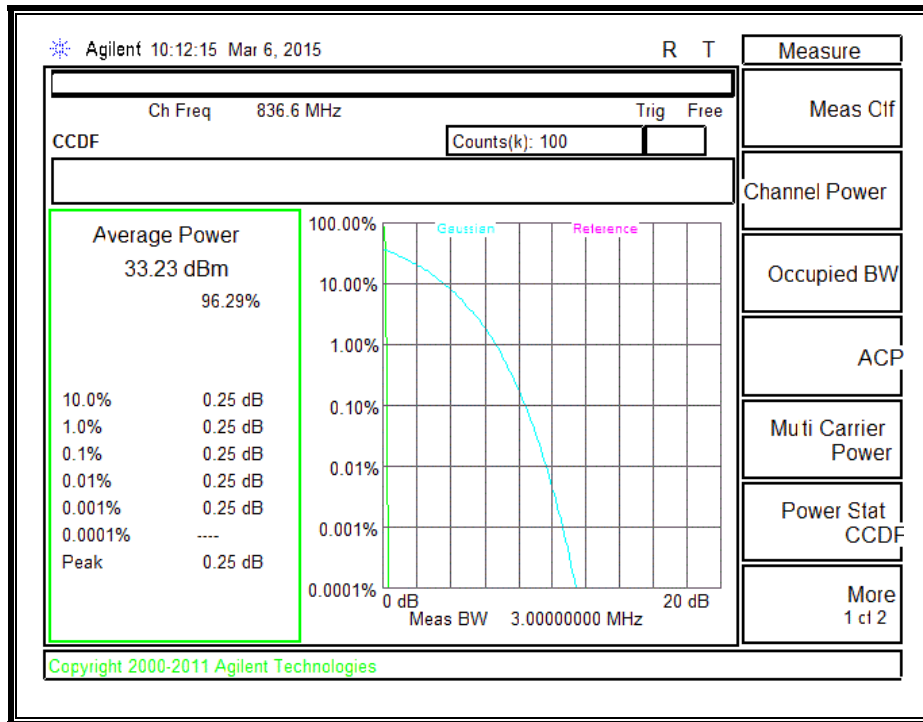 Agilent 10:12:15 Mar 6, 2015 R T
Ch Freq 836.6 MHz Trig Free
CCDF Counts(k): 100
Average Power
33.23 dBm
96.29%
10.0% 0.25 dB
1.0% 0.25 dB
0.1% 0.25 dB
0.01% 0.25 dB
0.001% 0.25 dB
0.0001% ----
Peak 0.25 dB
Gaussian Reference
100.00%
10.00%
1.00%
0.10%
0.01%
0.001%
0.0001%
0 dB 20 dB
Meas BW 3.00000000 MHz
Measure
Meas Off
Channel Power
Occupied BW
ACP
Multi Carrier
Power
Power Stat
CCDF
More
1 of 2
Copyright 2000-2011 Agilent Technologies